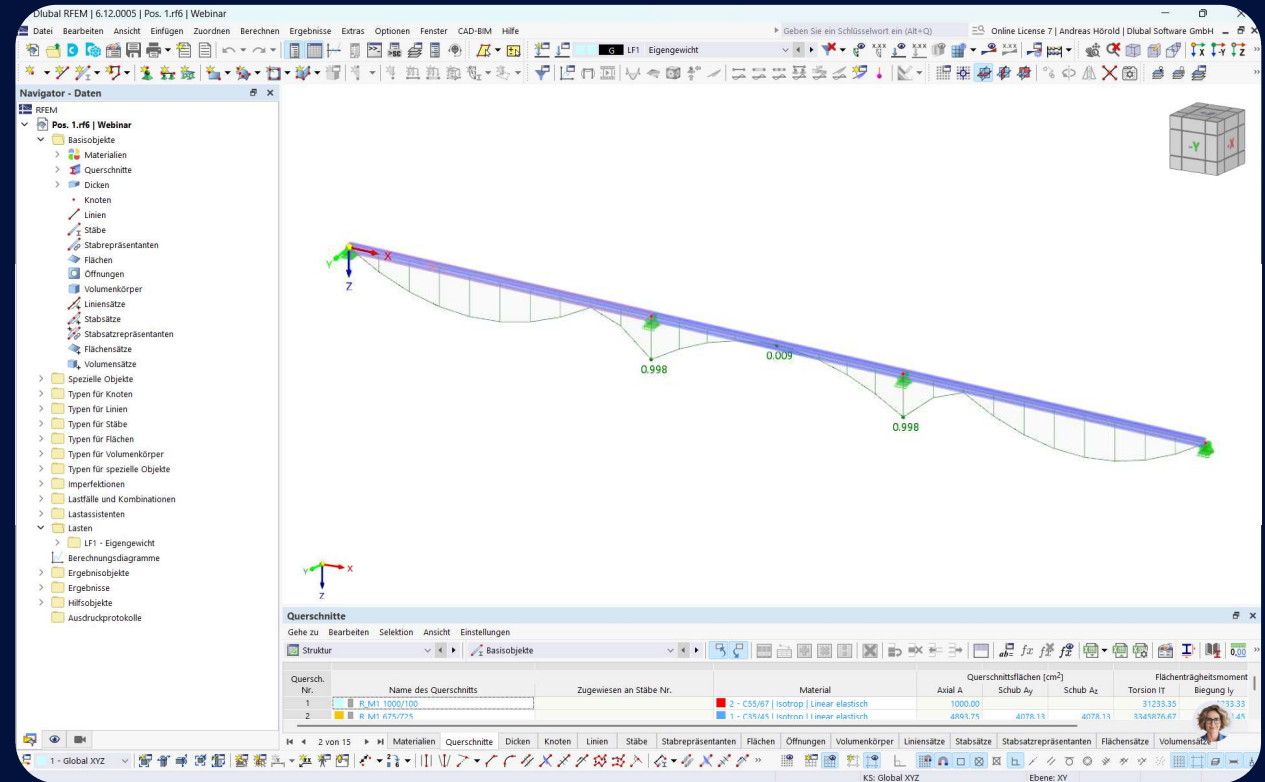 Dlubal RFEM | 6.12.0005 | Pos. 1.rf6 | Webinar
Datei Bearbeiten Ansicht Einfügen Zuordnen Berechnen Ergebnisse Extras Optionen Fenster CAD-BIM Hilfe
Geben Sie ein Schlüsselwort ein (Alt+Q)
Online License 7 | Andreas Hörold | Dlubal Software GmbH
G LF1 Eigengewicht
Navigator - Daten
RFEM
Pos. 1.rf6 | Webinar
Basisobjekte
Materialien
Querschnitte
Dicken
Knoten
Linien
Stäbe
Stabrepräsentanten
Flächen
Öffnungen
Volumenkörper
Liniensätze
Stabsätze
Stabsatzrepräsentanten
Flächensätze
Volumensätze
Spezielle Objekte
Typen für Knoten
Typen für Linien
Typen für Stäbe
Typen für Flächen
Typen für Volumenkörper
Typen für spezielle Objekte
Imperfektionen
Lastfälle und Kombinationen
Lastassistenten
Lasten
LF1 - Eigengewicht
Berechnungsdiagramme
Ergebnisobjekte
Ergebnisse
Hilfsobjekte
Ausdruckprotokolle
-Y -X
X
Y
Z
0.998
0.009
0.998
Y X
Z
Querschnitte
Gehe zu Bearbeiten Selektion Ansicht Einstellungen
Struktur Basisobjekte
Quersch. Querschnittsflächen [cm2] Flächenträgheitsmoment
Nr. Name des Querschnitts Zugewiesen an Stäbe Nr. Material Axial A Schub Ay Schub Az Torsion IT Biegung Iy
1 R_M1 1000/100 2 - C55/67 | Isotrop | Linear elastisch 1000.00 31233.35
2 R_M1 675/725 1 - C35/45 | Isotrop | Linear elastisch 4893.75 4078.13 4078.13 3345876.67
2 von 15 Materialien Querschnitte Dicken Knoten Linien Stäbe Stabrepräsentanten Flächen Öffnungen Volumenkörper Liniensätze Stabsätze Stabsatzrepräsentanten Flächensätze
1 - Global XYZ
KS: Global XYZ Ebene: XY